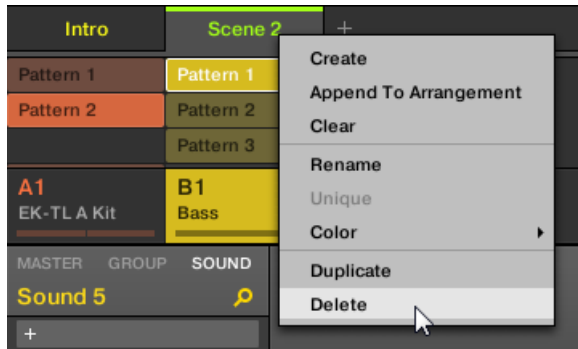 Intro Scene 2 +
Pattern 1 Pattern 1
Pattern 2 Pattern 2
Pattern 3
A1 B1
EK-TL A Kit Bass
MASTER GROUP SOUND
Sound 5
+
Create
Append To Arrangement
Clear
Rename
Unique
Color
Duplicate
Delete